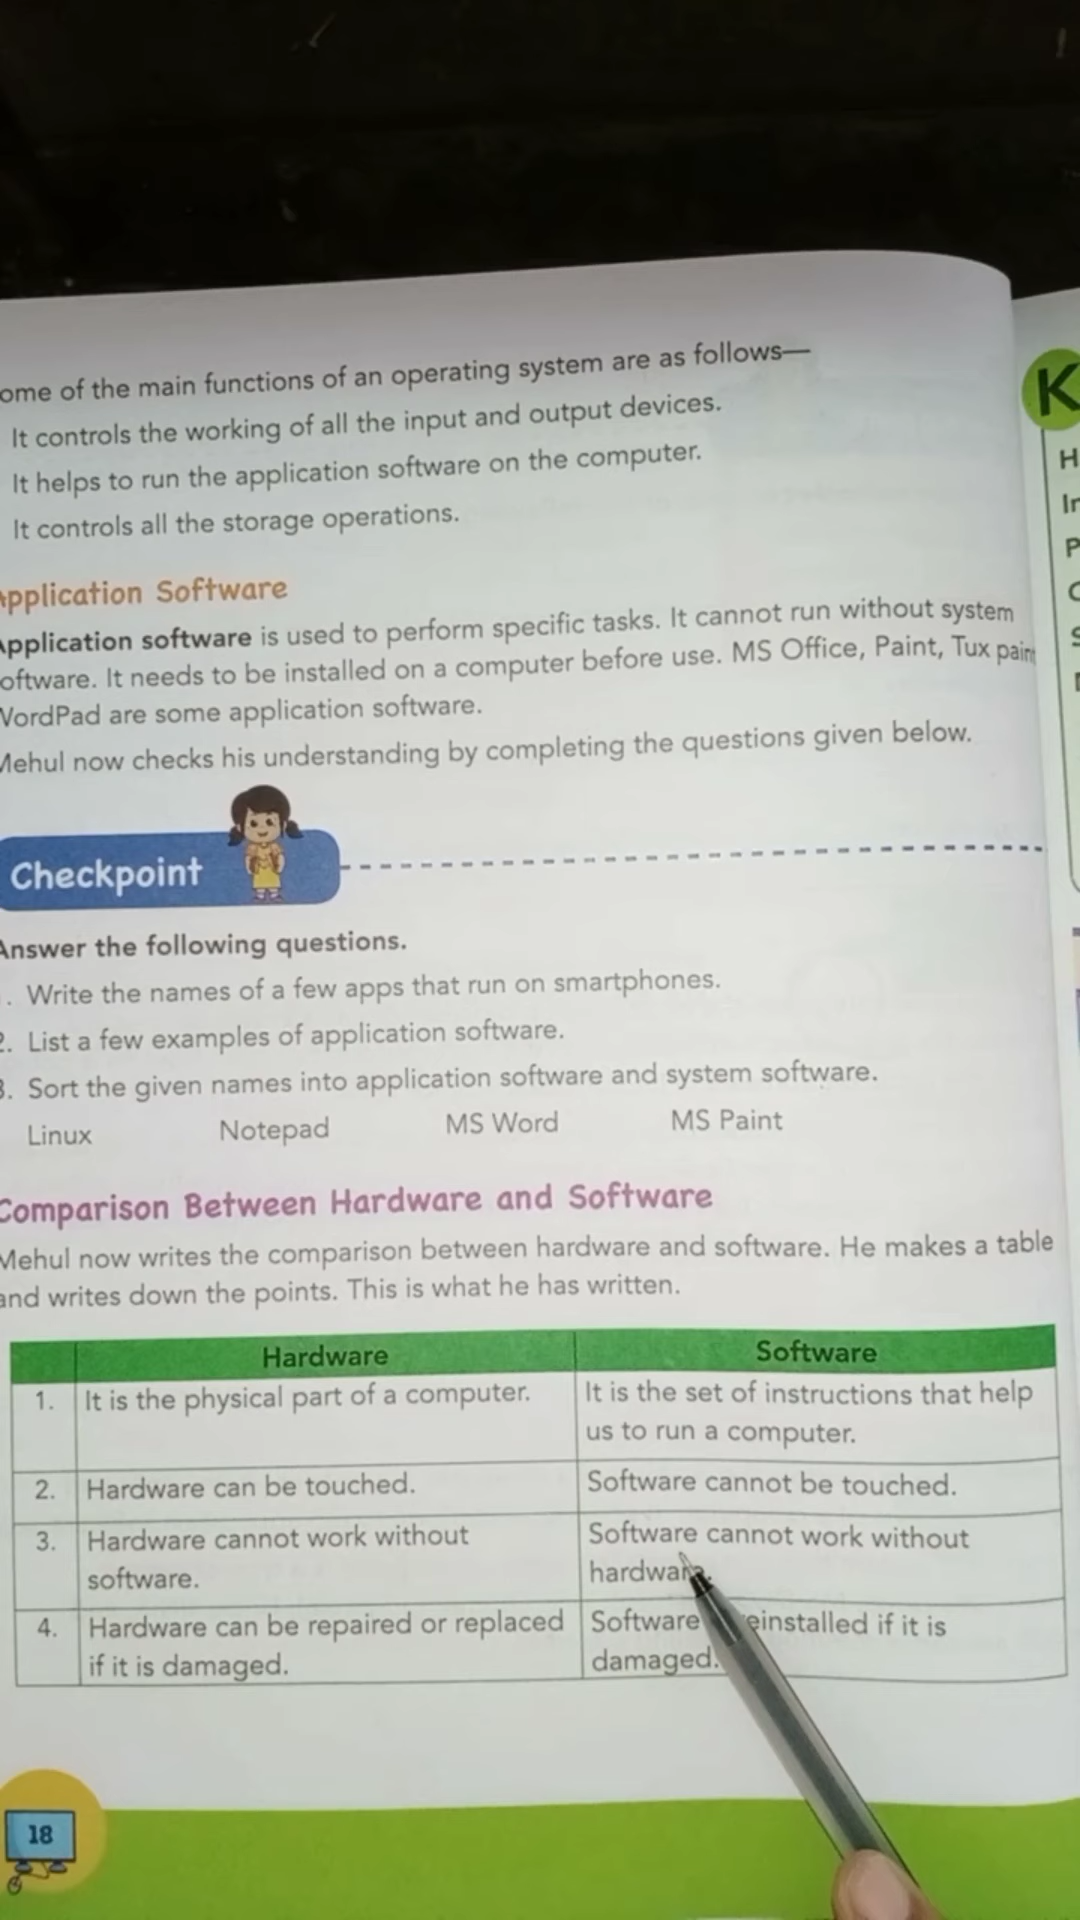 ome of the main functions of an operating system are as follows—
It controls the working of all the input and output devices.
It helps to run the application software on the computer.
It controls all the storage operations.
pplication Software
pplication software is used to perform specific tasks. It cannot run without system
oftware. It needs to be installed on a computer before use. MS Office, Paint, Tux paint
WordPad are some application software.
Mehul now checks his understanding by completing the questions given below.
Checkpoint
Answer the following questions.
. Write the names of a few apps that run on smartphones.
2. List a few examples of application software.
3. Sort the given names into application software and system software.
Linux Notepad MS Word MS Paint
Comparison Between Hardware and Software
Mehul now writes the comparison between hardware and software. He makes a table
and writes down the points. This is what he has written.
Hardware Software
1. It is the physical part of a computer. It is the set of instructions that help
us to run a computer.
2. Hardware can be touched. Software cannot be touched.
3. Hardware cannot work without Software cannot work without
software. hardware.
4. Hardware can be repaired or replaced Software einstalled if it is
if it is damaged. damaged.
18
K
H
In
P